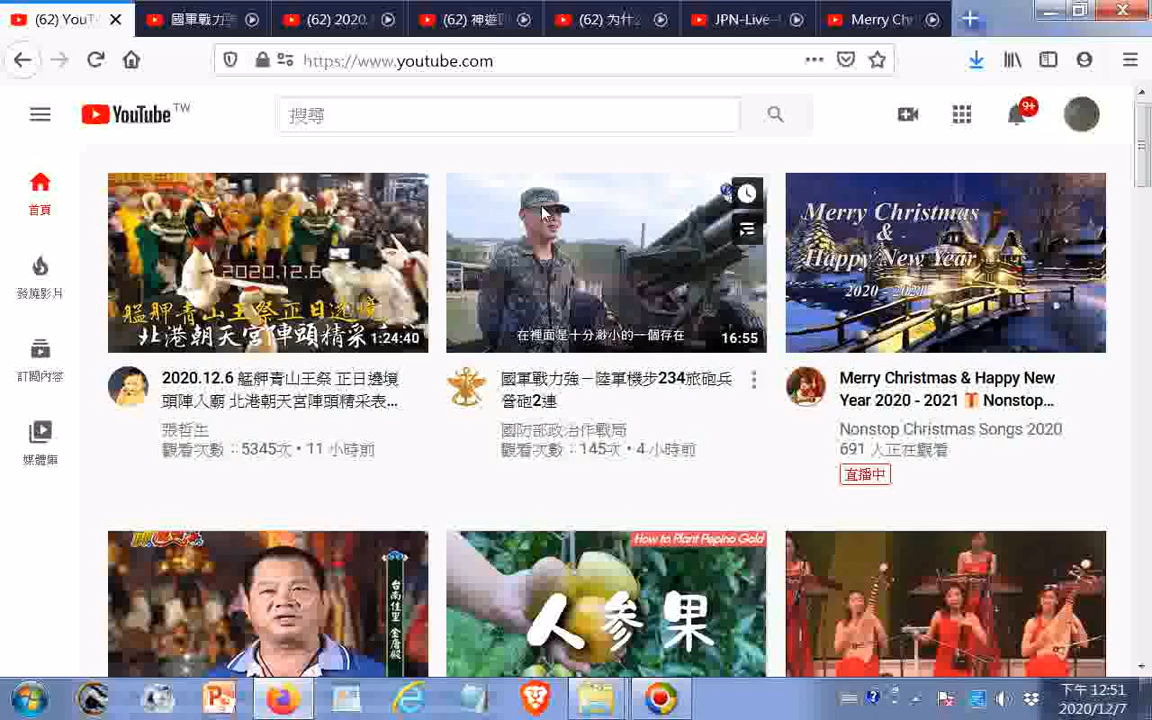 (62) YouT
國軍戰力
(62) 2020.
(62) 神遊
(62) 为什
JPN-Live-
Merry Ch
https://www.youtube.com
YouTube TW
搜尋
9+
首頁
發燒影片
訂閱內容
媒體庫
2020.12.6
艋舺青山王祭正日遶境
北港朝天宮陣頭精采
1:24:40
在裡面是十分渺小的一個存在
16:55
Merry Christmas
&
Happy New Year
2020 - 2021
2020.12.6 艋舺青山王祭 正日遶境
頭陣入廟 北港朝天宮陣頭精采表...
張哲生
觀看次數：5345次 • 11 小時前
國軍戰力強－陸軍機步234旅砲兵
營砲2連
國防部政治作戰局
觀看次數：145次 • 4 小時前
Merry Christmas & Happy New
Year 2020 - 2021 🎁 Nonstop...
Nonstop Christmas Songs 2020
691 人正在觀看
直播中
台南佳里 金唐殿
How to Plant Pepino Gold
人参果
下午 12:51
2020/12/7